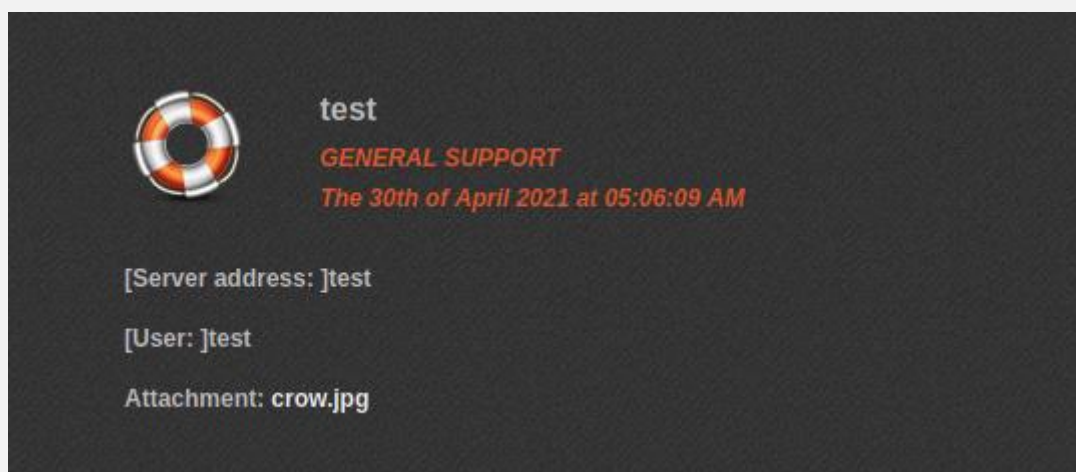 test
GENERAL SUPPORT
The 30th of April 2021 at 05:06:09 AM
[Server address: ]test
[User: ]test
Attachment: crow.jpg